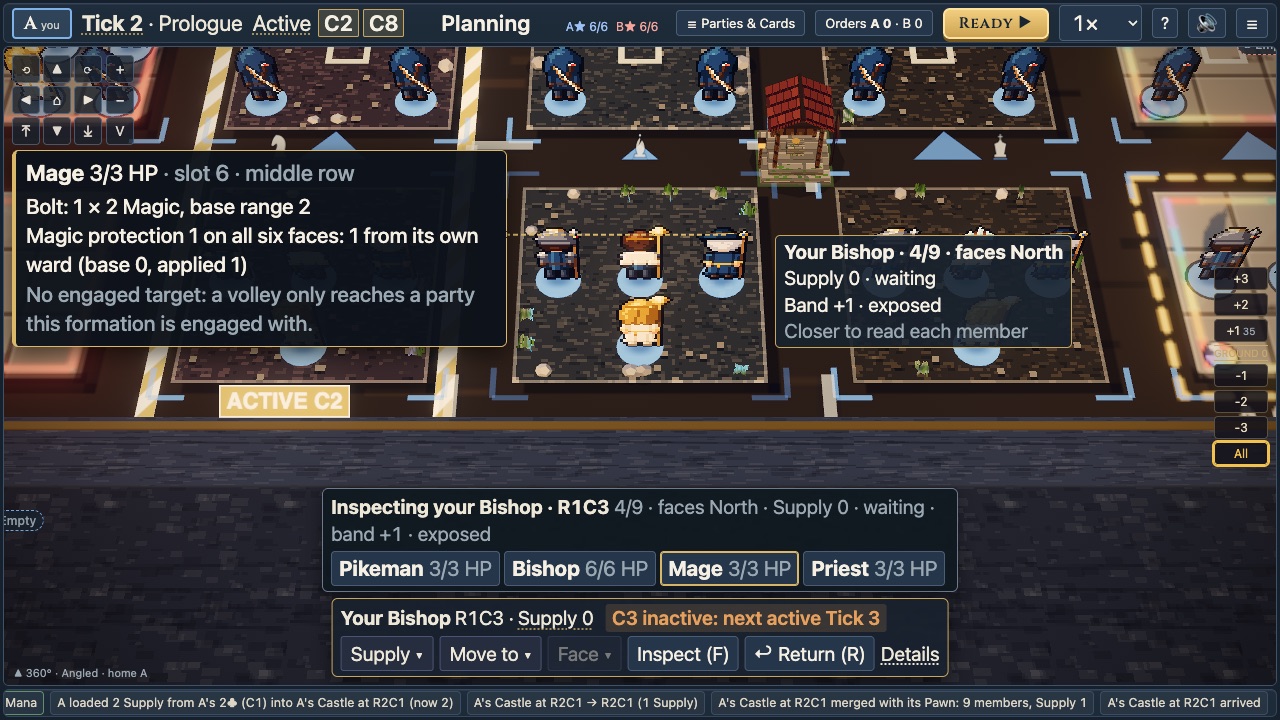 A you
Tick 2 · Prologue Active C2 C8
Planning
A★ 6/6 B★ 6/6
≡ Parties & Cards
Orders A 0 · B 0
READY ▶
1×
?
≡
V
Mage 3/3 HP · slot 6 · middle row
Bolt: 1 × 2 Magic, base range 2
Magic protection 1 on all six faces: 1 from its own
ward (base 0, applied 1)
No engaged target: a volley only reaches a party
this formation is engaged with.
Your Bishop · 4/9 · faces North
Supply 0 · waiting
Band +1 · exposed
Closer to read each member
+3
+2
+1 35
GROUND 0
-1
-2
-3
All
ACTIVE C2
Empty
Inspecting your Bishop · R1C3 4/9 · faces North · Supply 0 · waiting ·
band +1 · exposed
Pikeman 3/3 HP
Bishop 6/6 HP
Mage 3/3 HP
Priest 3/3 HP
Your Bishop R1C3 · Supply 0 C3 inactive: next active Tick 3
Supply ▾
Move to ▾
Face ▾
Inspect (F)
↩ Return (R)
Details
▲ 360° · Angled · home A
Mana
A loaded 2 Supply from A's 2♣ (C1) into A's Castle at R2C1 (now 2)
A's Castle at R2C1 → R2C1 (1 Supply)
A's Castle at R2C1 merged with its Pawn: 9 members, Supply 1
A's Castle at R2C1 arrived